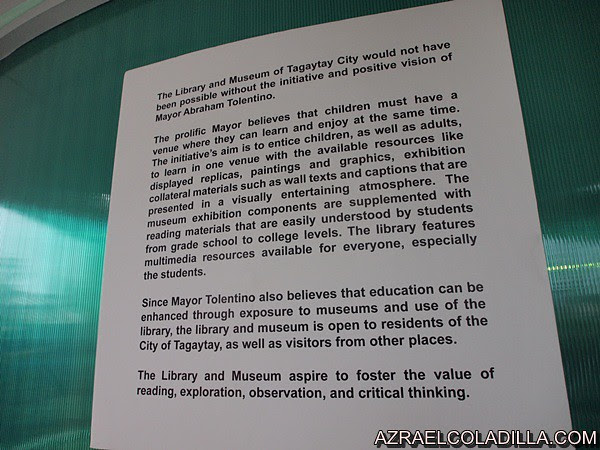 The Library and Museum of Tagaytay City would not have
been possible without the initiative and positive vision of
Mayor Abraham Tolentino.
The prolific Mayor believes that children must have a
venue where they can learn and enjoy at the same time.
The initiative's aim is to entice children, as well as adults,
to learn in one venue with the available resources like
displayed replicas, paintings and graphics, exhibition
collateral materials such as wall texts and captions that are
presented in a visually entertaining atmosphere. The
museum exhibition components are supplemented with
reading materials that are easily understood by students
from grade school to college levels. The library features
multimedia resources available for everyone, especially
the students.
Since Mayor Tolentino also believes that education can be
enhanced through exposure to museums and use of the
library, the library and museum is open to residents of the
City of Tagaytay, as well as visitors from other places.
The Library and Museum aspire to foster the value of
reading, exploration, observation, and critical thinking.
AZRAELCOLADILLA.COM